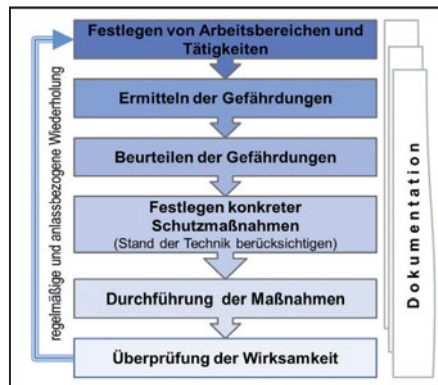 Festlegen von Arbeitsbereichen und
Tätigkeiten
Ermitteln der Gefährdungen
Beurteilen der Gefährdungen
Festlegen konkreter
Schutzmaßnahmen
(Stand der Technik berücksichtigen)
Durchführung der Maßnahmen
Überprüfung der Wirksamkeit
regelmäßige und anlassbezogene Wiederholung
Dokumentation